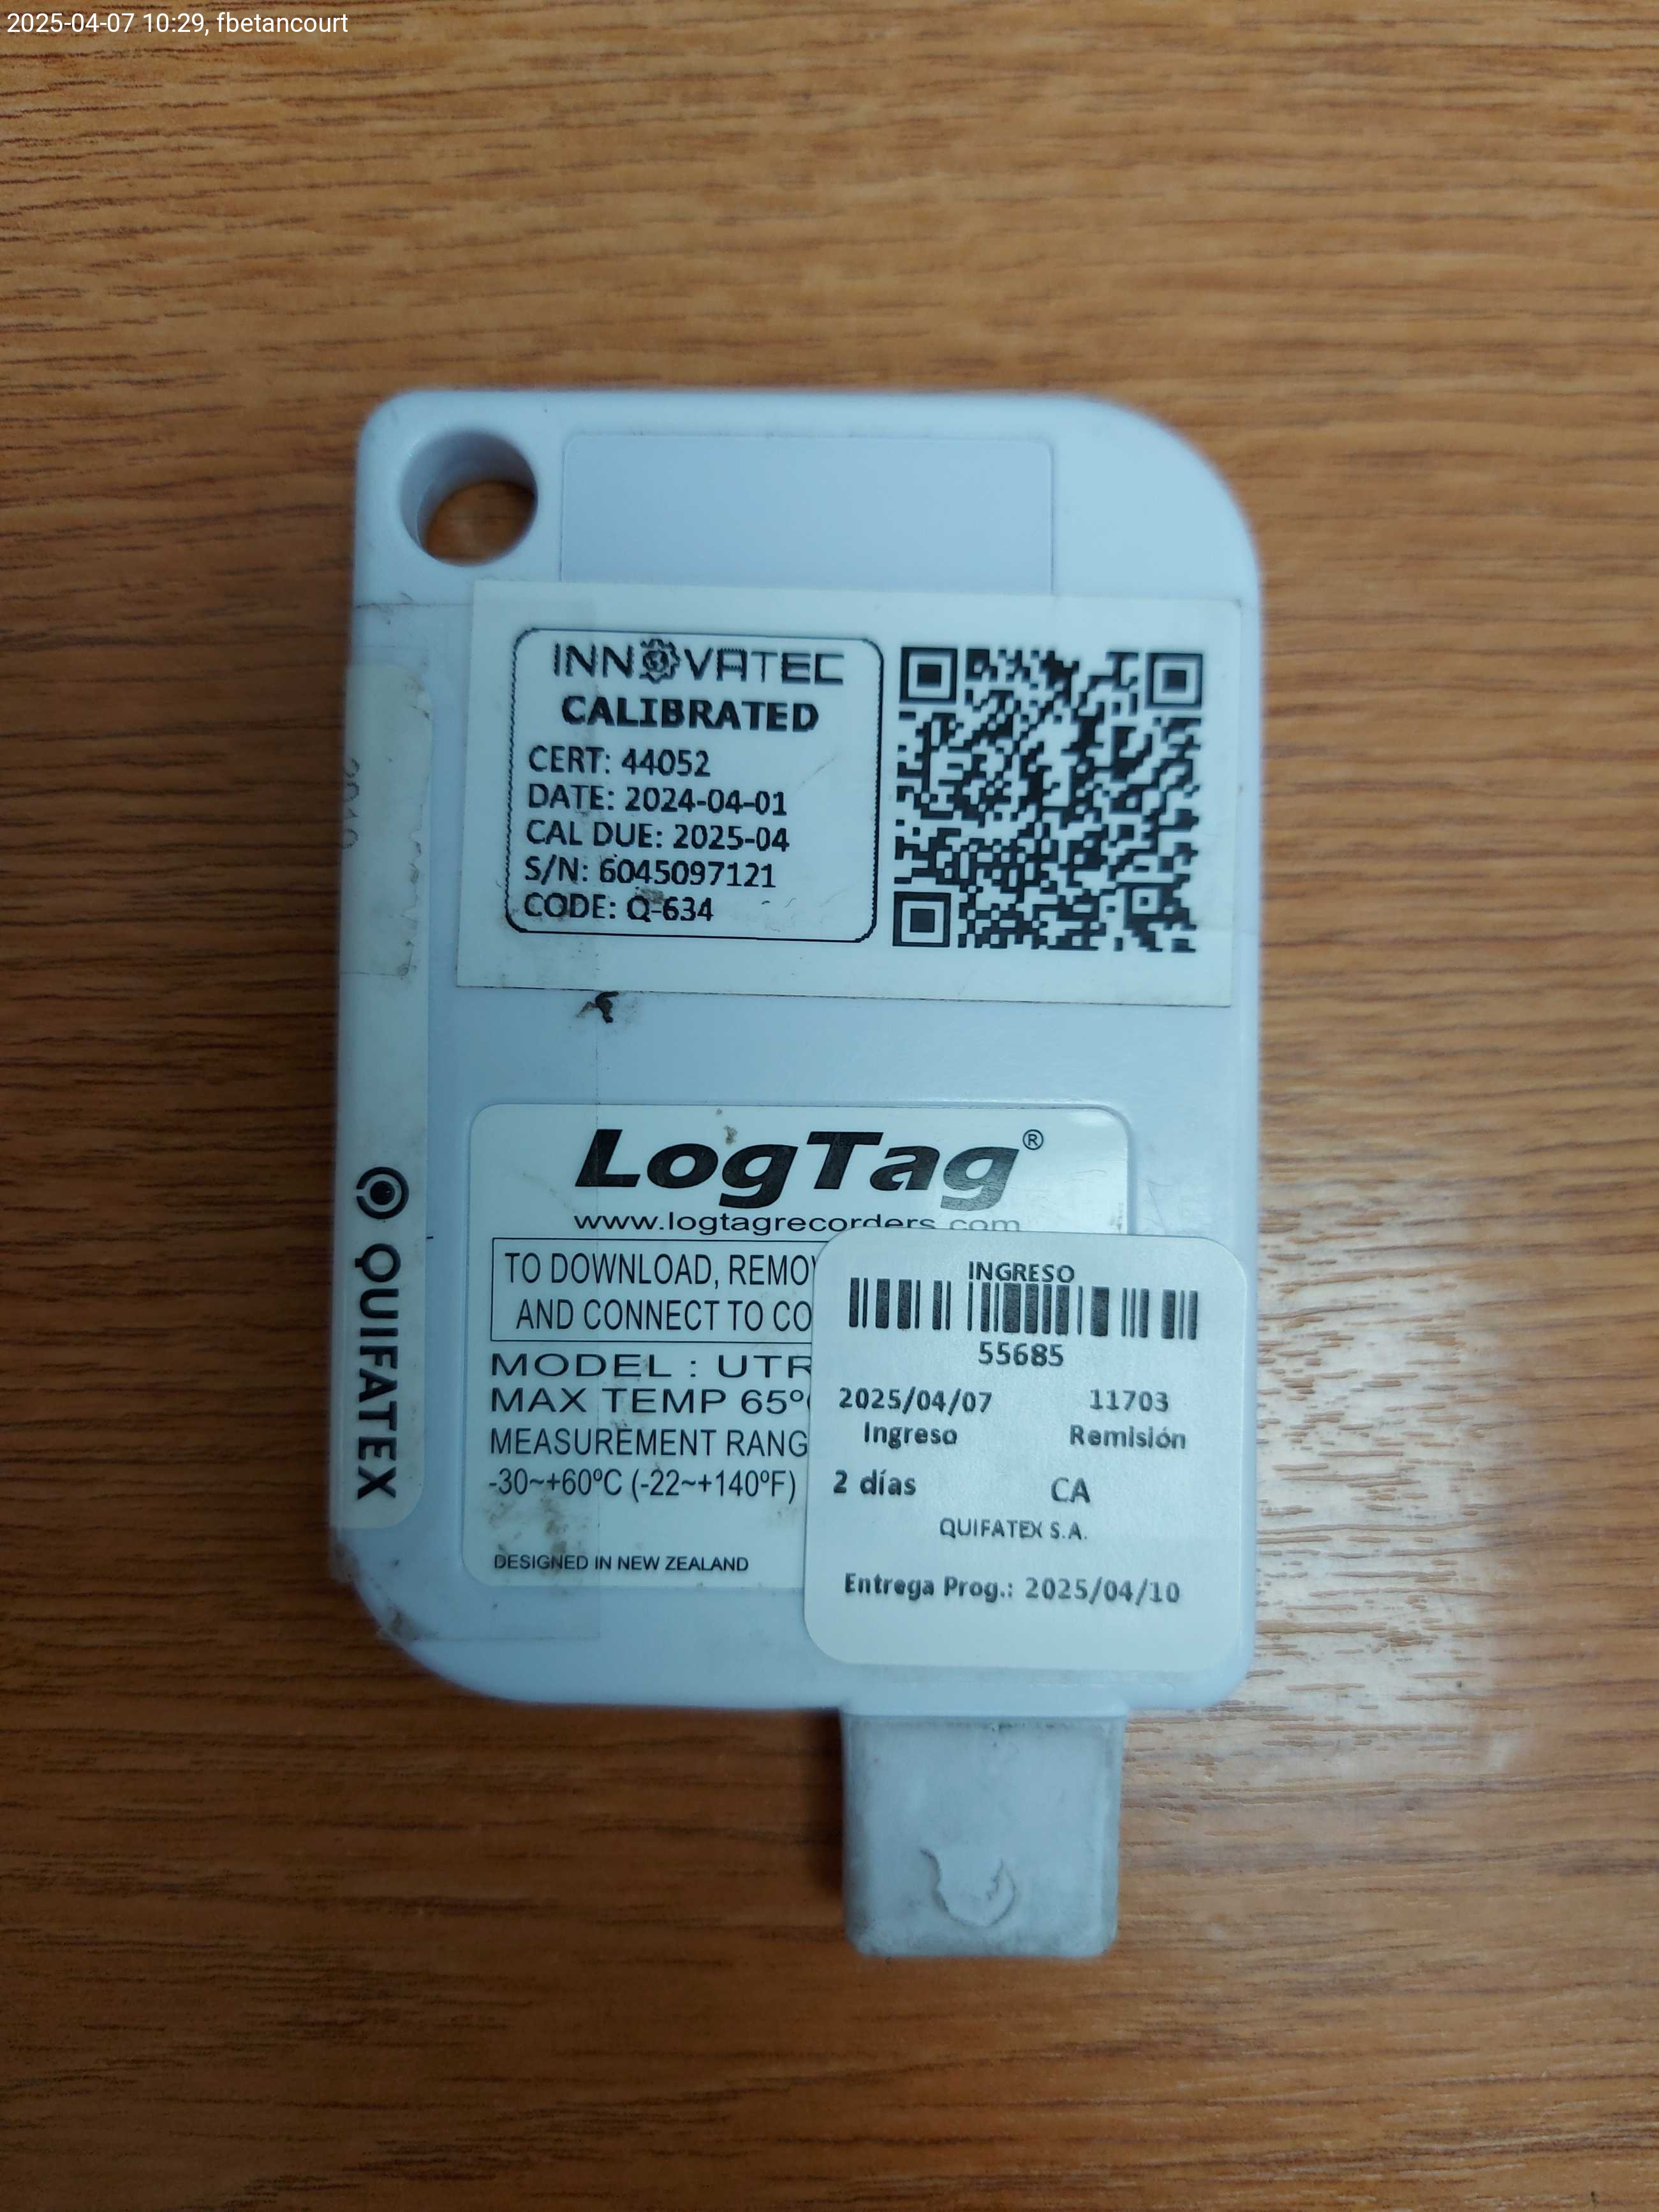 2025-04-07 10:29, fbetancourt
INNOVATEC
CALIBRATED
CERT: 44052
DATE: 2024-04-01
CAL DUE: 2025-04
S/N: 6045097121
CODE: Q-634
LogTag®
www.logtagrecorders.com
TO DOWNLOAD, REMOV
AND CONNECT TO CO
MODEL : UTR
MAX TEMP 65º
MEASUREMENT RANG
-30~+60ºC (-22~+140ºF)
DESIGNED IN NEW ZEALAND
QUIFATEX
INGRESO
55685
2025/04/07 11703
Ingreso Remisión
2 días CA
QUIFATEX S.A.
Entrega Prog.: 2025/04/10